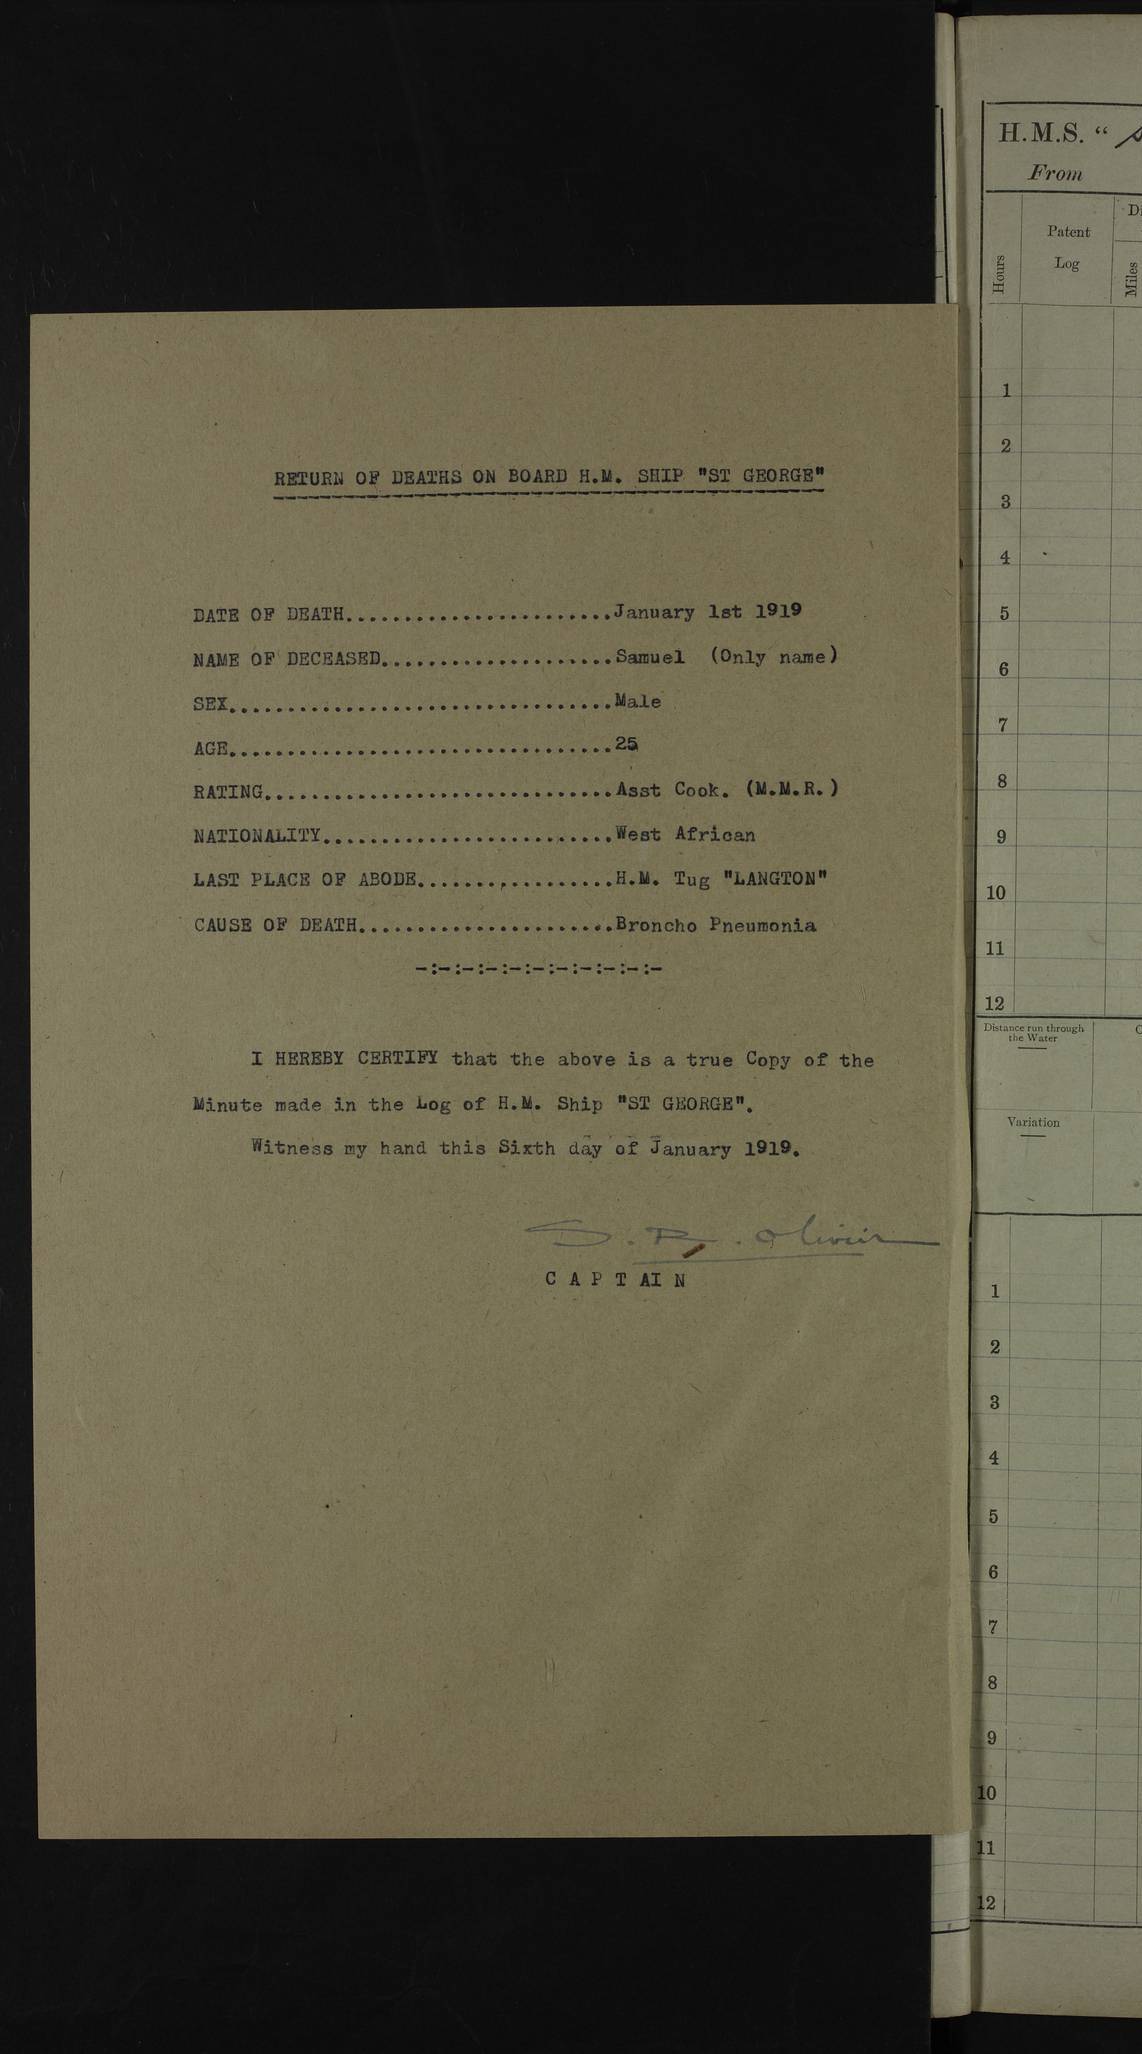 RETURN OF DEATHS ON BOARD H.M. SHIP "ST GEORGE"
DATE OF DEATH.......................January 1st 1919
NAME OF DECEASED....................Samuel (Only name)
SEX.................................Male
AGE.................................25
RATING..............................Asst Cook. (M.M.R.)
NATIONALITY.........................West African
LAST PLACE OF ABODE.................H.M. Tug "LANGTON"
CAUSE OF DEATH......................Broncho Pneumonia
-:-:-:-:-:-:-:-:-:-:-
I HEREBY CERTIFY that the above is a true Copy of the
Minute made in the Log of H.M. Ship "ST GEORGE".
Witness my hand this Sixth day of January 1919.
S. R. Olivier
C A P T AI N
H.M.S. "
From
Hours
Patent
Log
Miles
1
2
3
4
5
6
7
8
9
10
11
12
Distance run through
the Water
Variation
1
2
3
4
5
6
7
8
9
10
11
12